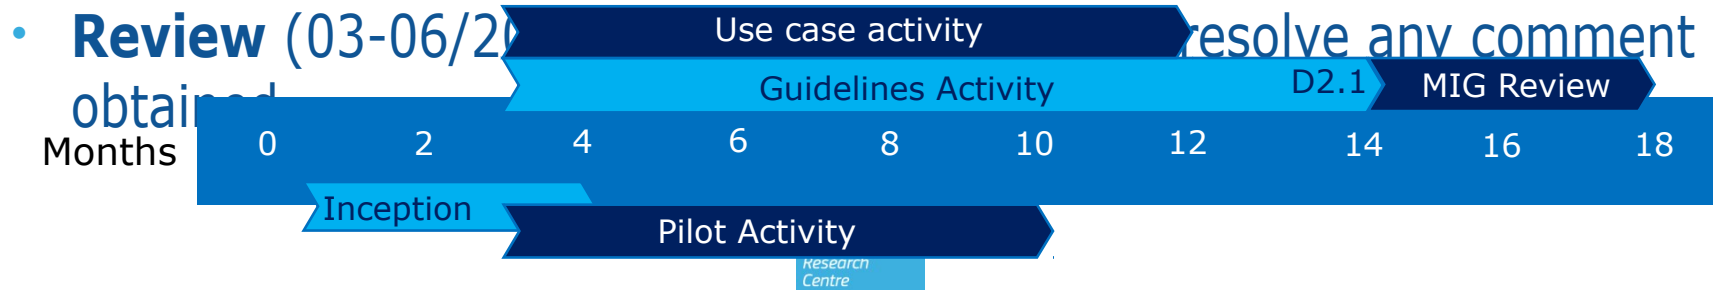 • Review (03-06/2 resolve any comment
Use case activity
Guidelines Activity D2.1 MIG Review
obtained
Months 0 2 4 6 8 10 12 14 16 18
Inception
Pilot Activity
Research
Centre